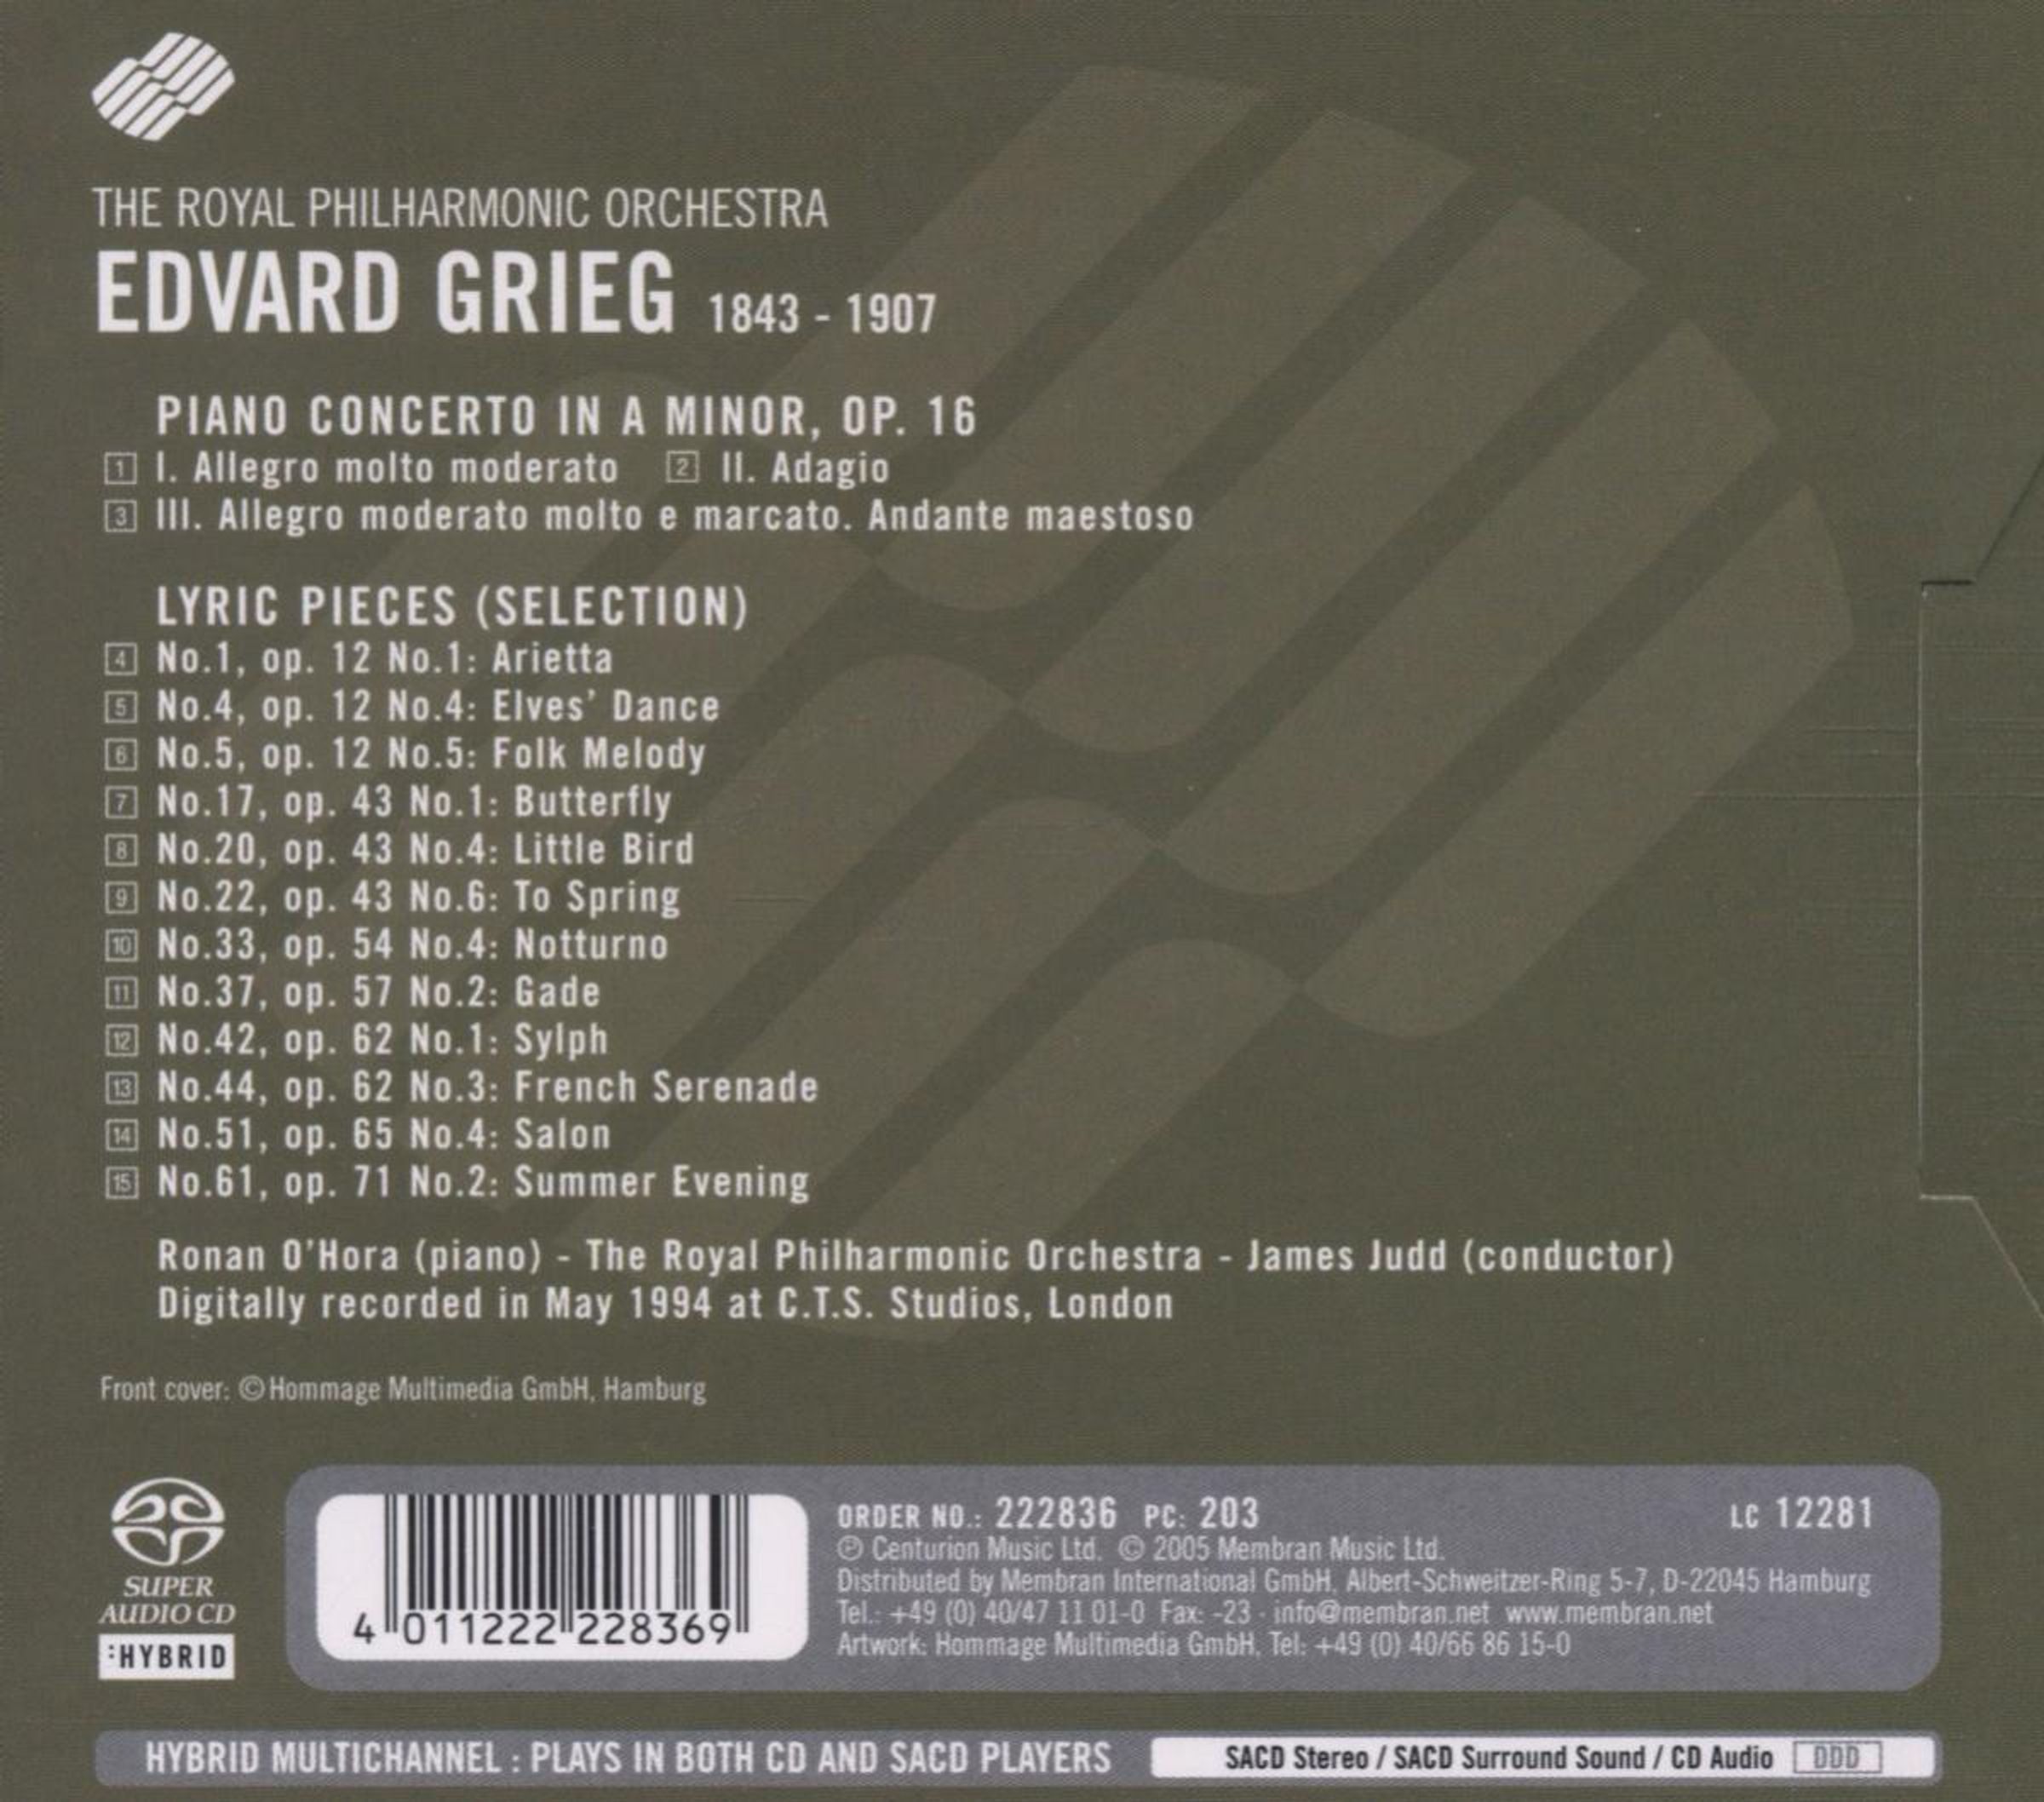 THE ROYAL PHILHARMONIC ORCHESTRA
EDVARD GRIEG 1843 - 1907
PIANO CONCERTO IN A MINOR, OP. 16
1 I. Allegro molto moderato 2 II. Adagio
3 III. Allegro moderato molto e marcato. Andante maestoso
LYRIC PIECES (SELECTION)
4 No.1, op. 12 No.1: Arietta
5 No.4, op. 12 No.4: Elves' Dance
6 No.5, op. 12 No.5: Folk Melody
7 No.17, op. 43 No.1: Butterfly
8 No.20, op. 43 No.4: Little Bird
9 No.22, op. 43 No.6: To Spring
10 No.33, op. 54 No.4: Notturno
11 No.37, op. 57 No.2: Gade
12 No.42, op. 62 No.1: Sylph
13 No.44, op. 62 No.3: French Serenade
14 No.51, op. 65 No.4: Salon
15 No.61, op. 71 No.2: Summer Evening
Ronan O'Hora (piano) - The Royal Philharmonic Orchestra - James Judd (conductor)
Digitally recorded in May 1994 at C.T.S. Studios, London
Front cover: © Hommage Multimedia GmbH, Hamburg
SUPER
AUDIO CD
:HYBRID
4 011222 228369
ORDER NO.: 222836 PC: 203 LC 12281
℗ Centurion Music Ltd. © 2005 Membran Music Ltd.
Distributed by Membran International GmbH, Albert-Schweitzer-Ring 5-7, D-22045 Hamburg
Tel.: +49 (0) 40/47 11 01-0 Fax: -23 · info@membran.net www.membran.net
Artwork: Hommage Multimedia GmbH, Tel: +49 (0) 40/66 86 15-0
HYBRID MULTICHANNEL : PLAYS IN BOTH CD AND SACD PLAYERS
SACD Stereo / SACD Surround Sound / CD Audio DDD